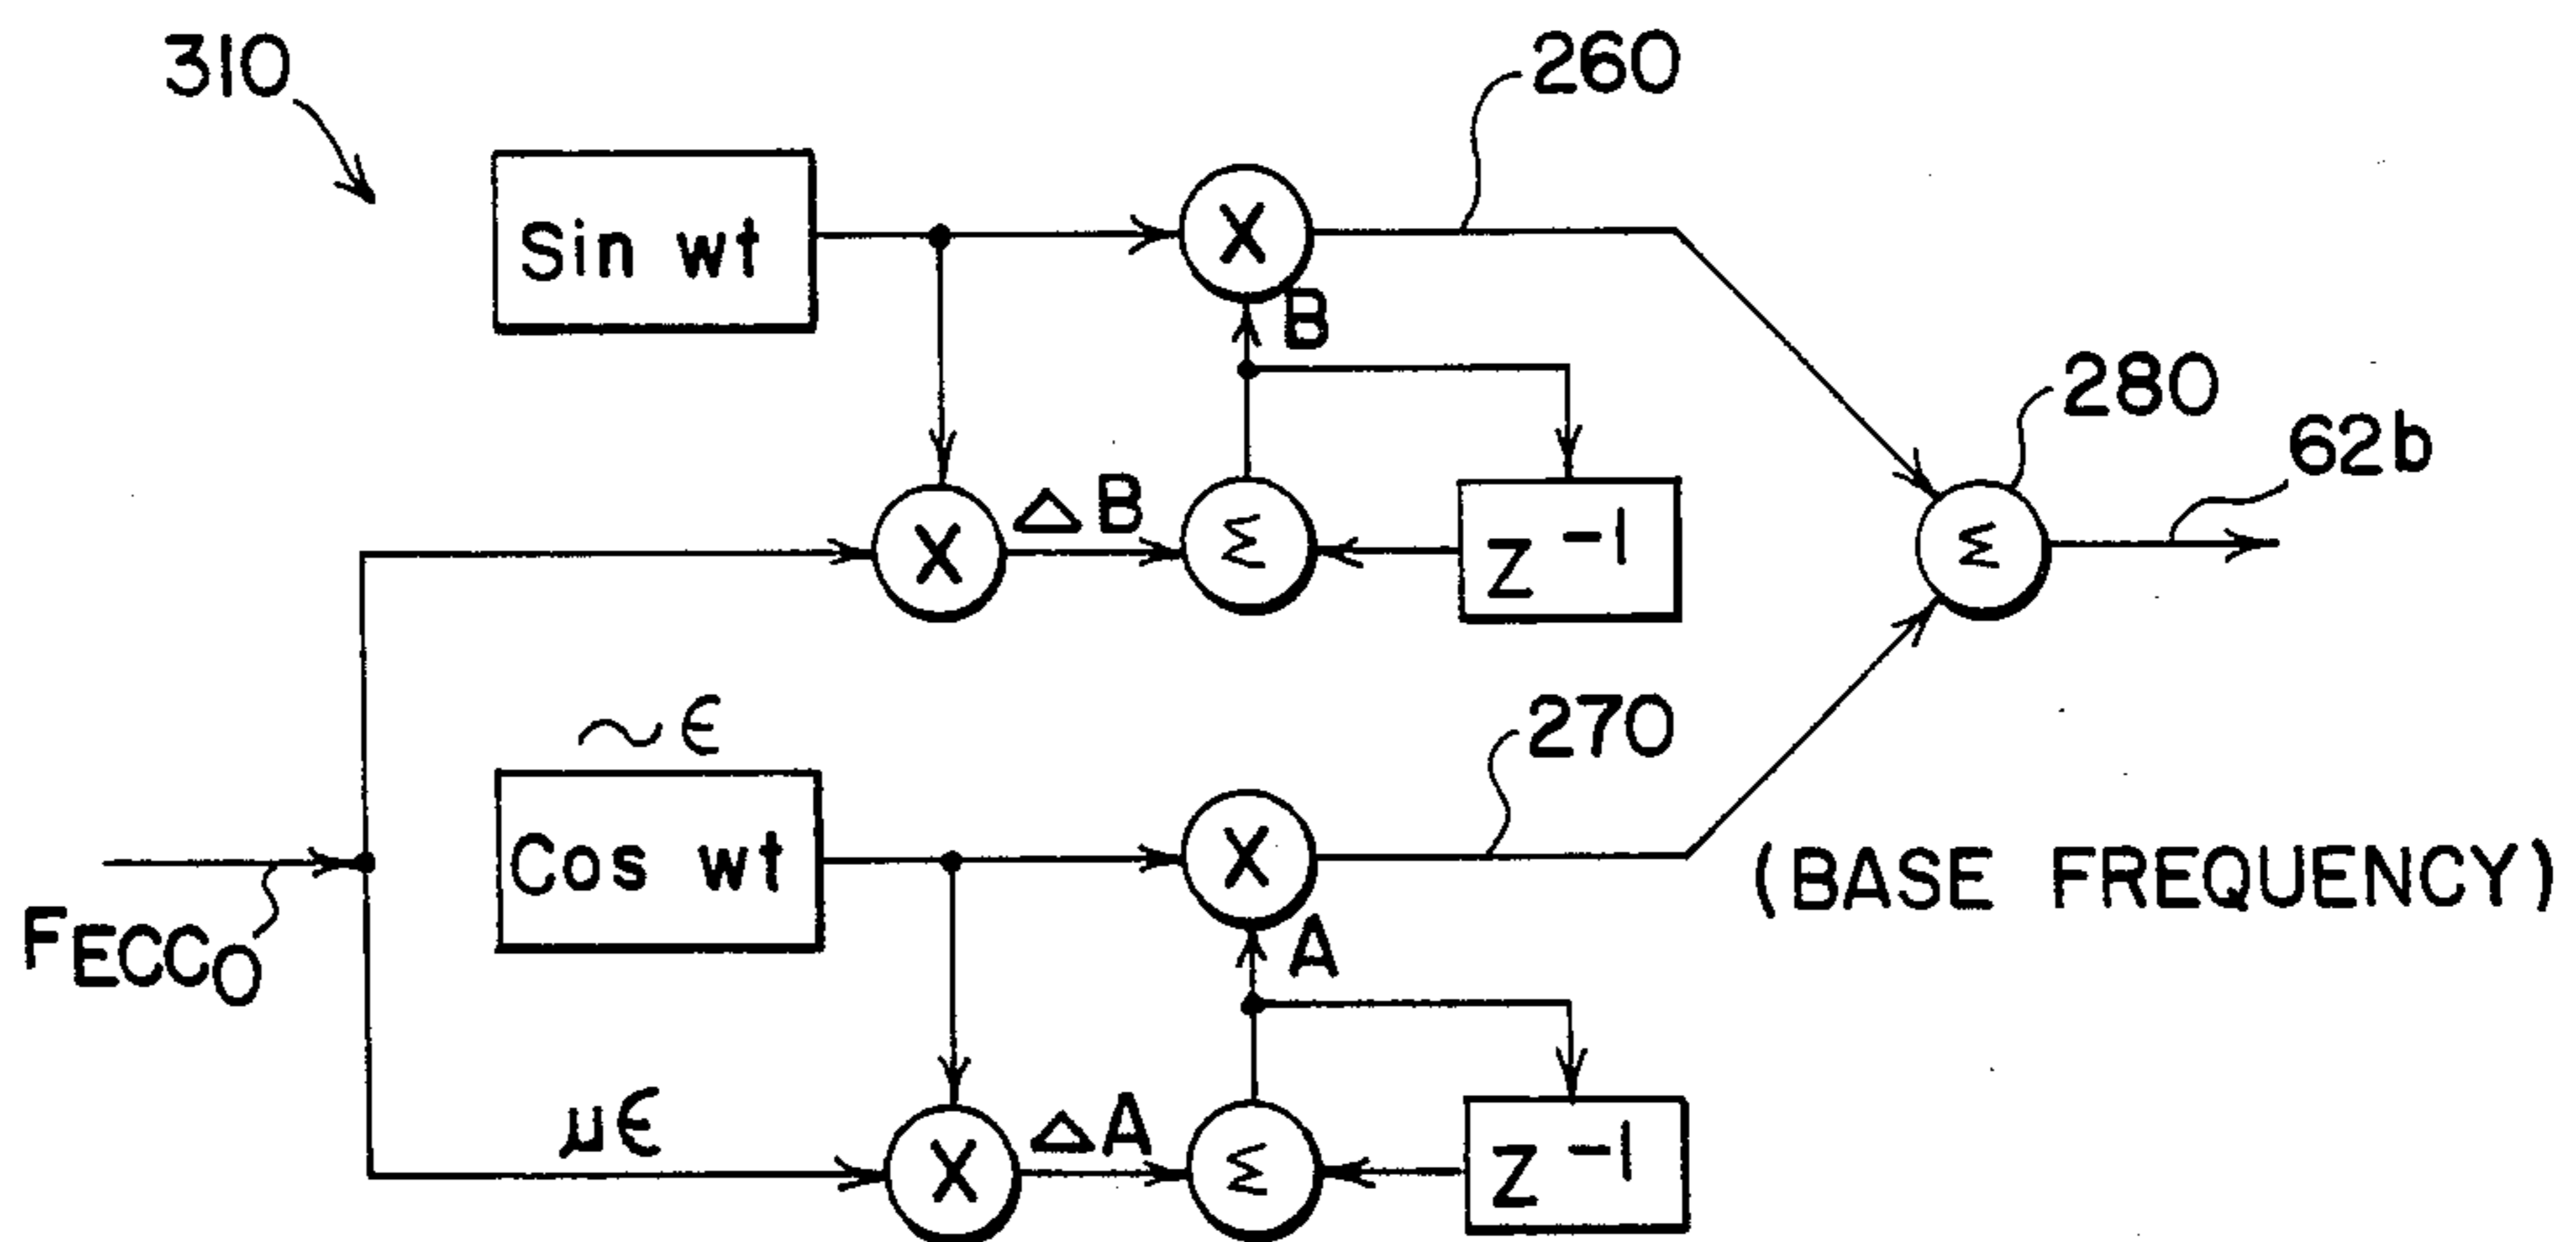 310
260
Sin wt
X
B
280
62b
X
ΔB
Σ
Z⁻¹
Σ
~ε
270
Cos wt
X
(BASE FREQUENCY)
FECCO
A
με
X
ΔA
Σ
Z⁻¹